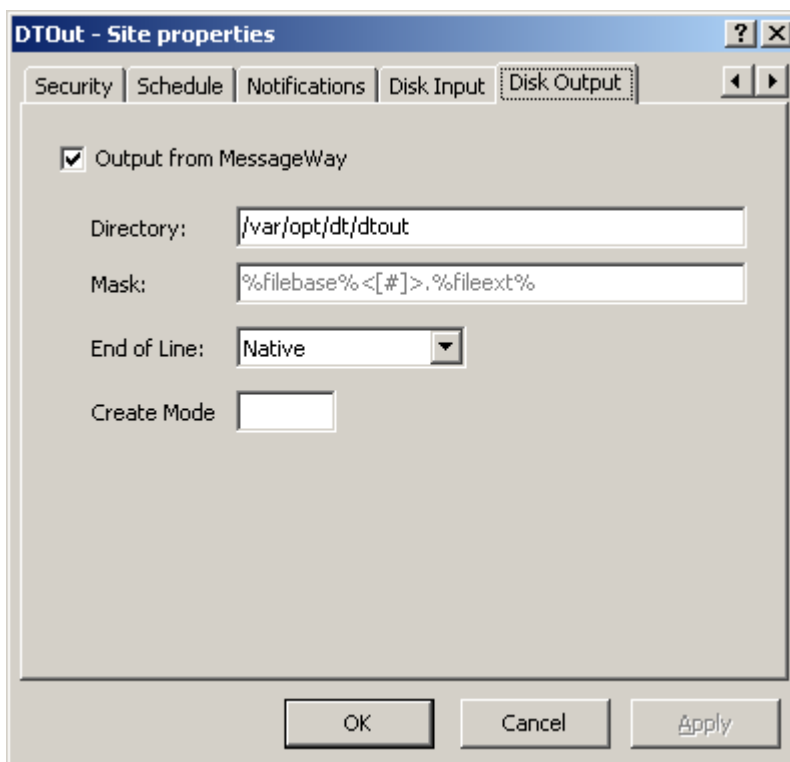 DTOut - Site properties
Security Schedule Notifications Disk Input Disk Output
Output from MessageWay
Directory: /var/opt/dt/dtout
Mask: %filebase%<[#]>.%fileext%
End of Line: Native
Create Mode
OK Cancel Apply